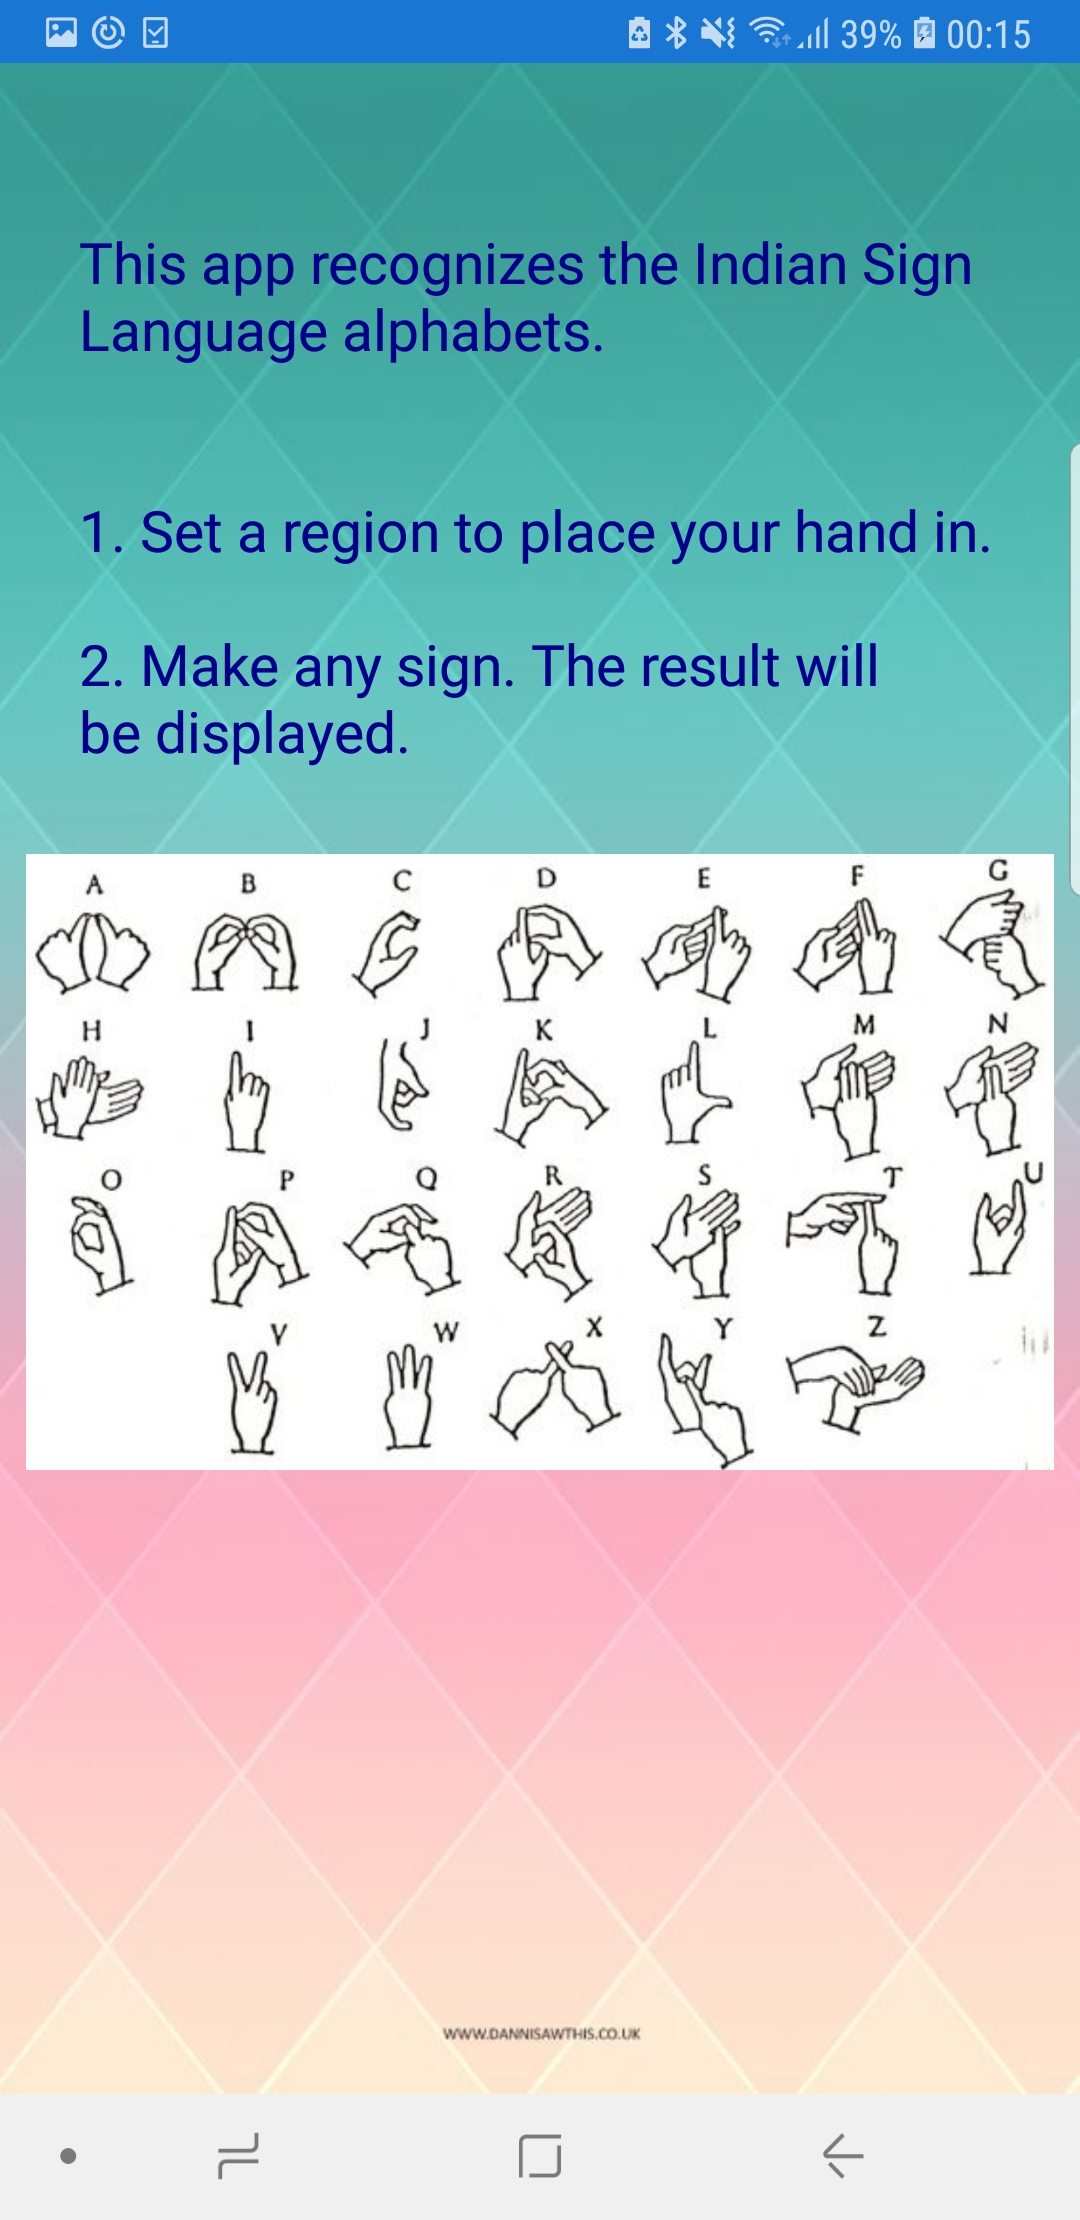 39% 00:15
This app recognizes the Indian Sign
Language alphabets.
1. Set a region to place your hand in.
2. Make any sign. The result will
be displayed.
A B C D E F G
H I J K L M N
O P Q R S T U
V W X Y Z
WWW.DANNISAWTHIS.CO.UK